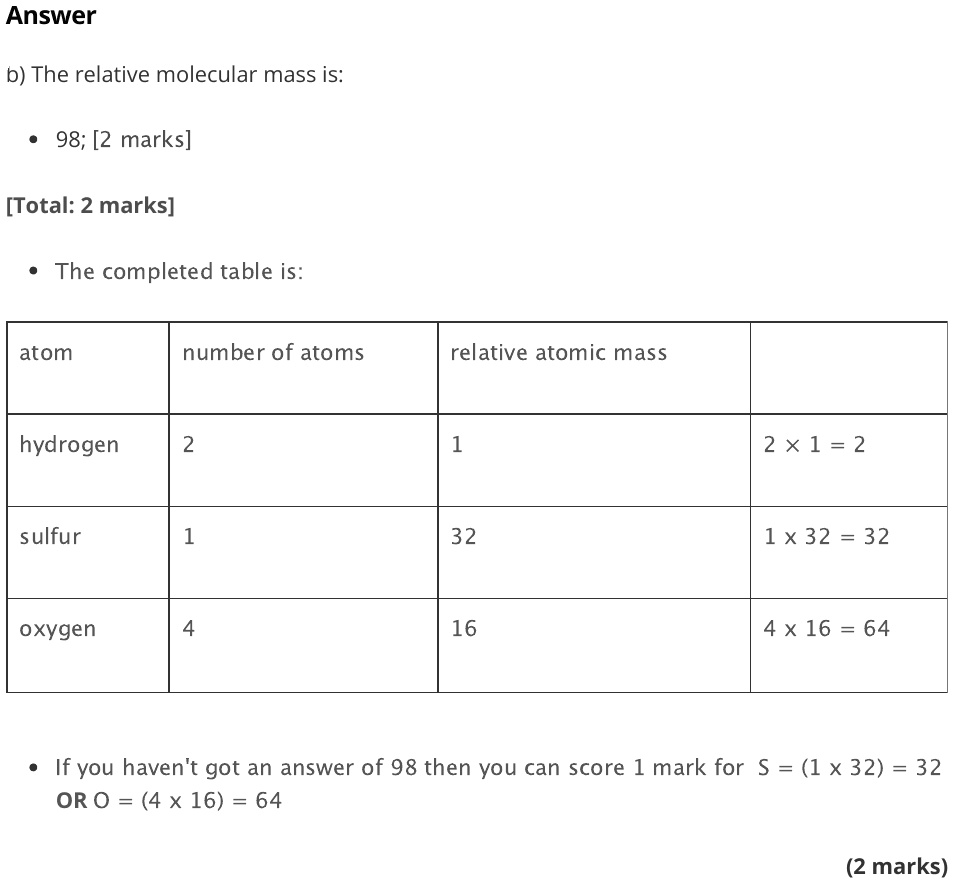 Answer
b) The relative molecular mass is:
• 98; [2 marks]
[Total: 2 marks]
• The completed table is:
atom number of atoms relative atomic mass
hydrogen 2 1 2 × 1 = 2
sulfur 1 32 1 x 32 = 32
oxygen 4 16 4 x 16 = 64
• If you haven't got an answer of 98 then you can score 1 mark for S = (1 x 32) = 32
OR O = (4 x 16) = 64
(2 marks)